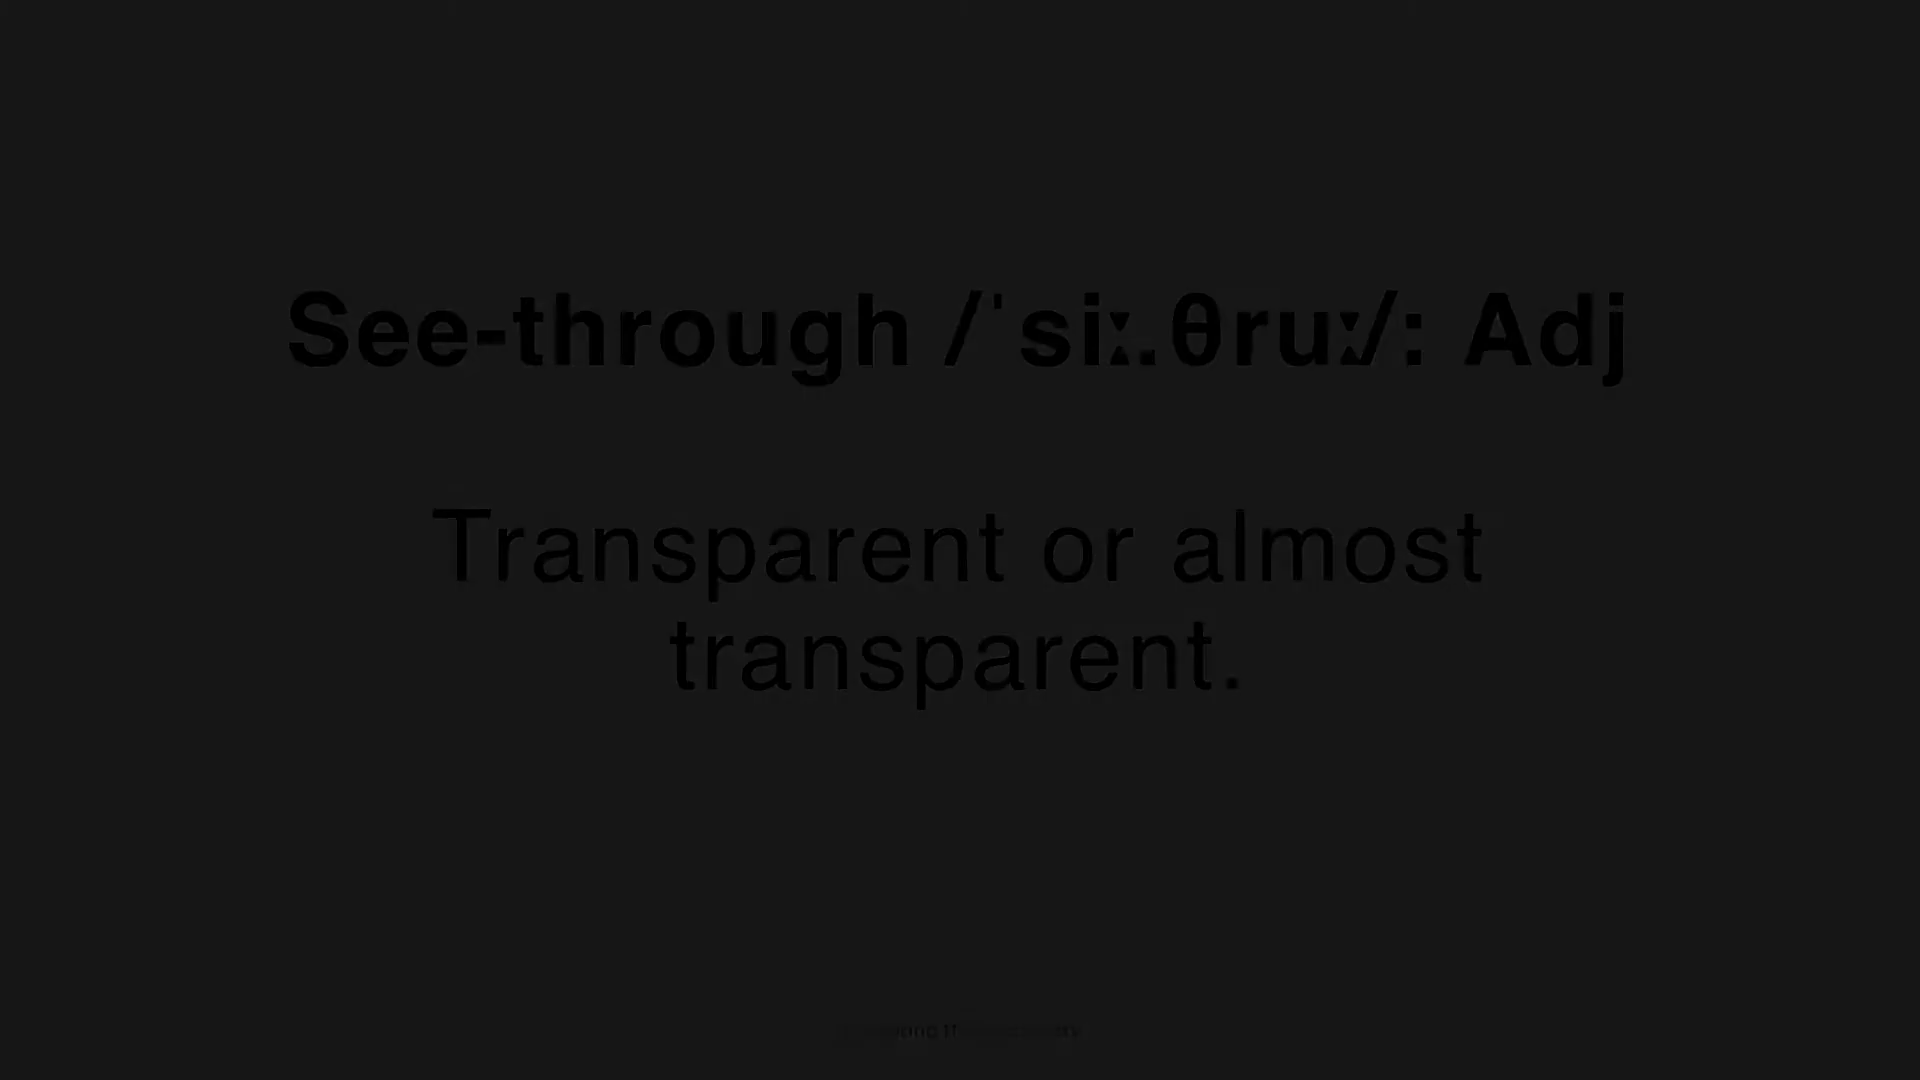 See-through /ˈsiː.θruː/: Adj
Transparent or almost
transparent.